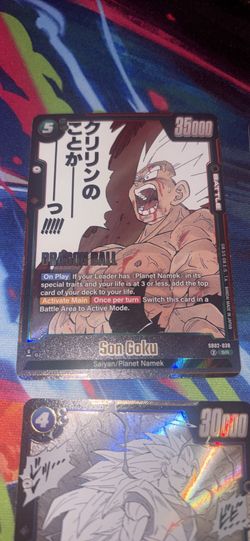 5
35000
クリリンの
ことか
ーーっ
!!!!!
BATTLE
DRAGON BALL
On Play If your Leader has {Planet Namek} in its
special traits and your life is at 3 or less, add the top
card of your deck to your life.
Activate Main Once per turn Switch this card in a
Battle Area to Active Mode.
SB02-038
Son Goku
Saiyan/Planet Namek
4
30000